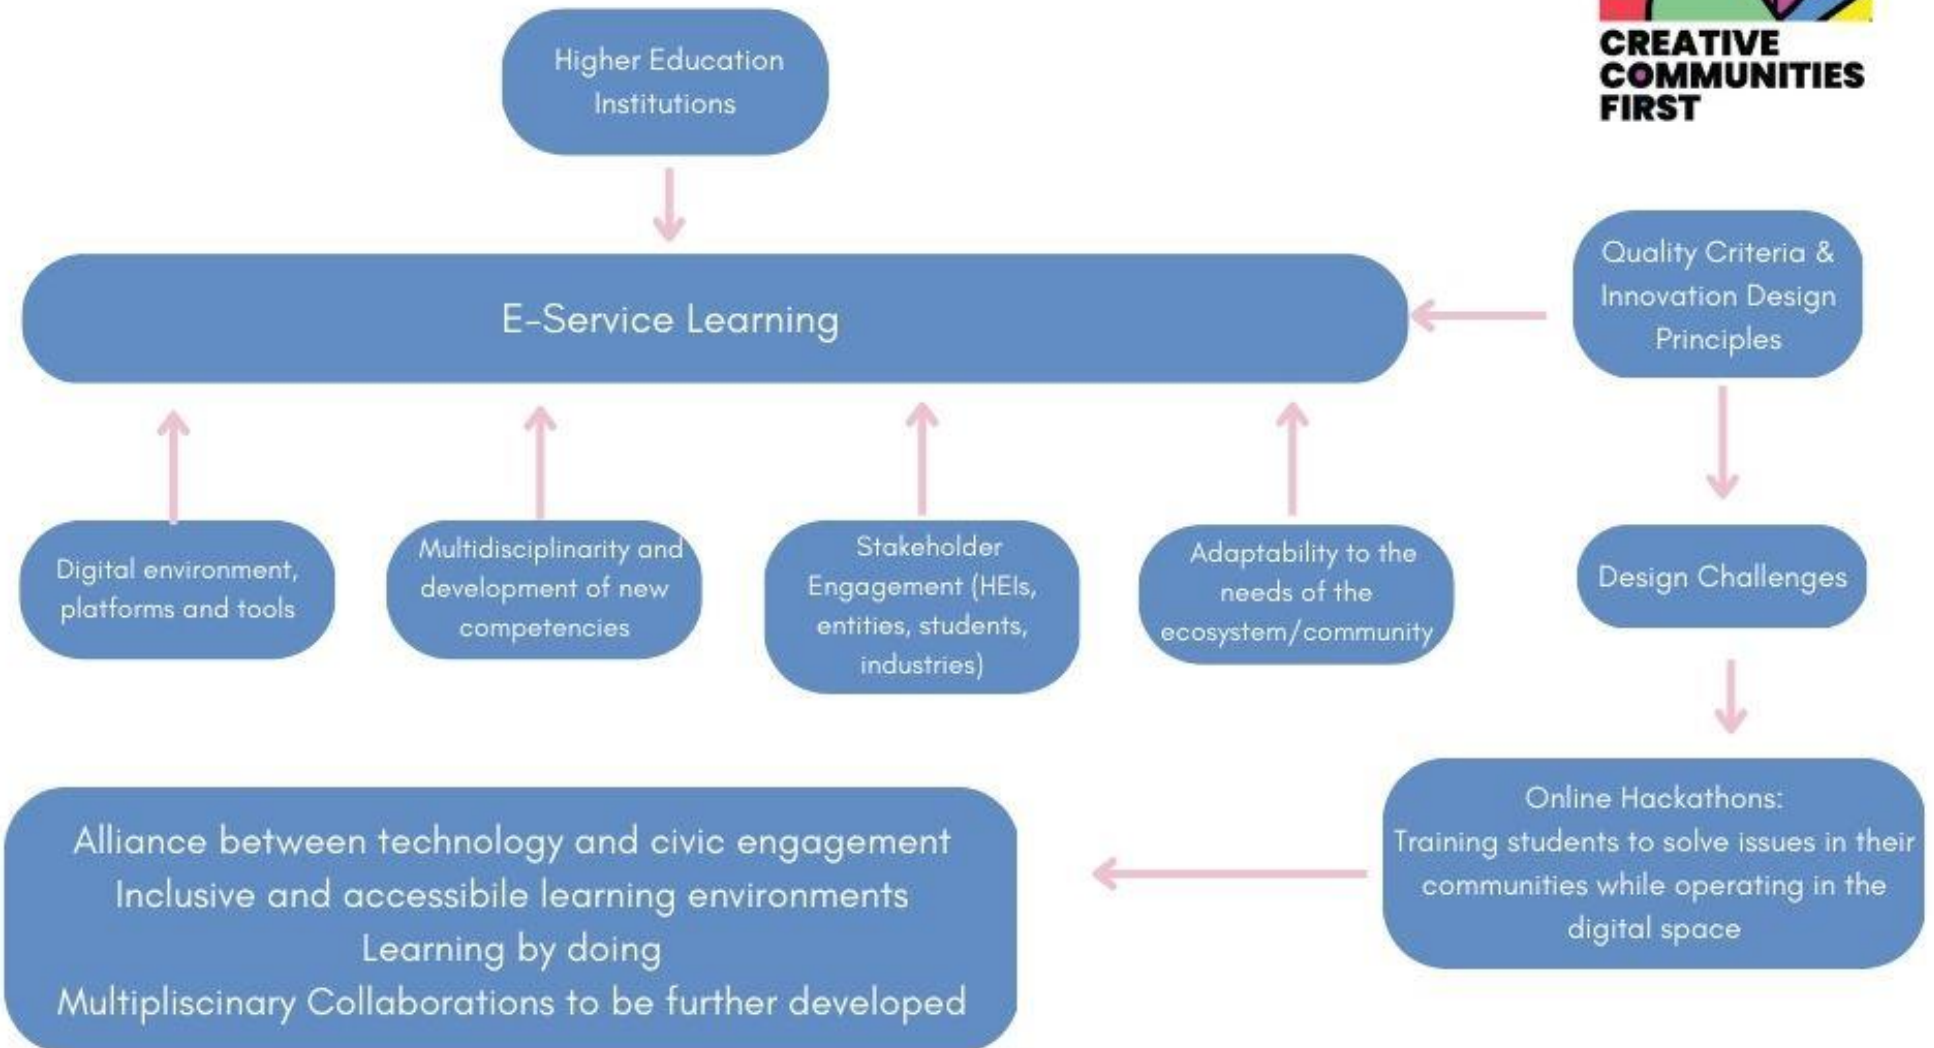 CREATIVE
COMMUNITIES
FIRST
Higher Education
Institutions
E-Service Learning
Quality Criteria &
Innovation Design
Principles
Digital environment,
platforms and tools
Multidisciplinarity and
development of new
competencies
Stakeholder
Engagement (HEIs,
entities, students,
industries)
Adaptability to the
needs of the
ecosystem/community
Design Challenges
Online Hackathons:
Training students to solve issues in their
communities while operating in the
digital space
Alliance between technology and civic engagement
Inclusive and accessibile learning environments
Learning by doing
Multipliscinary Collaborations to be further developed